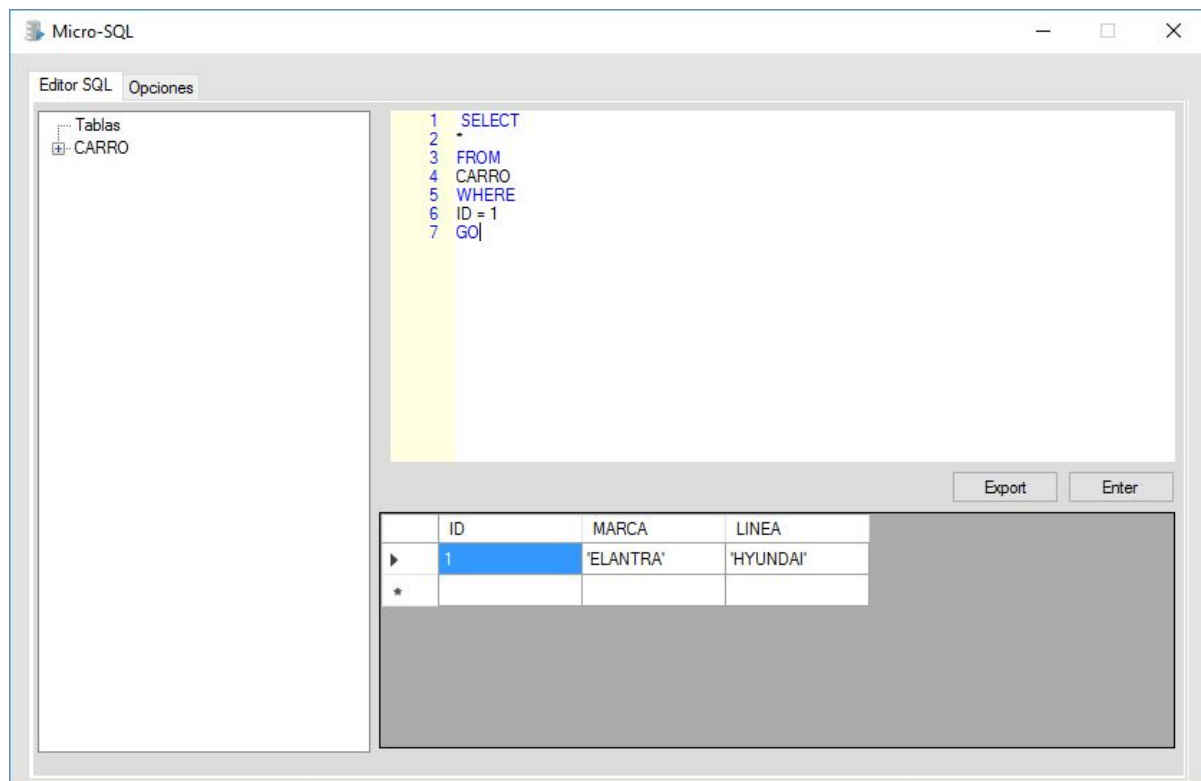 Micro-SQL
Editor SQL Opciones
Tablas
CARRO
1 SELECT
2 *
3 FROM
4 CARRO
5 WHERE
6 ID = 1
7 GO
Export Enter
ID MARCA LINEA
1 'ELANTRA' 'HYUNDAI'
*